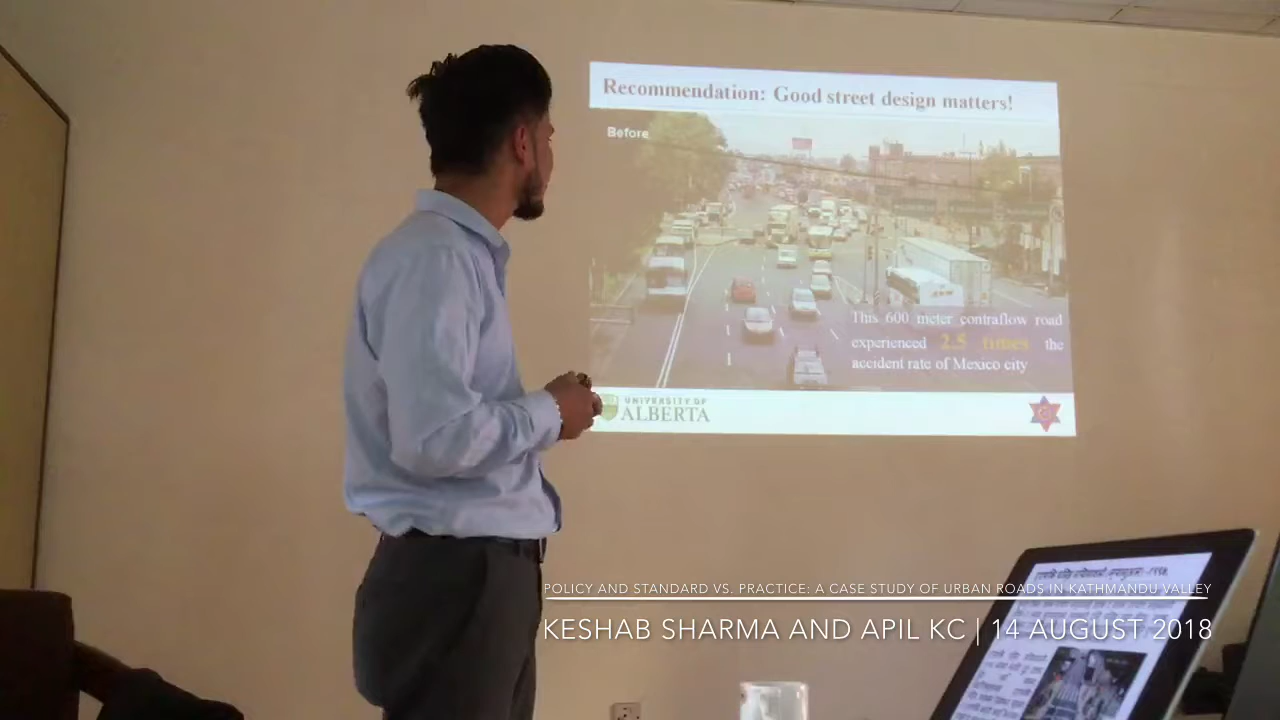 Recommendation: Good street design matters!
Before
This 600 meter contraflow road
experienced 2.5 times the
accident rate of Mexico city
UNIVERSITY OF
ALBERTA
POLICY AND STANDARD VS. PRACTICE: A CASE STUDY OF URBAN ROADS IN KATHMANDU VALLEY
KESHAB SHARMA AND APIL KC | 14 AUGUST 2018